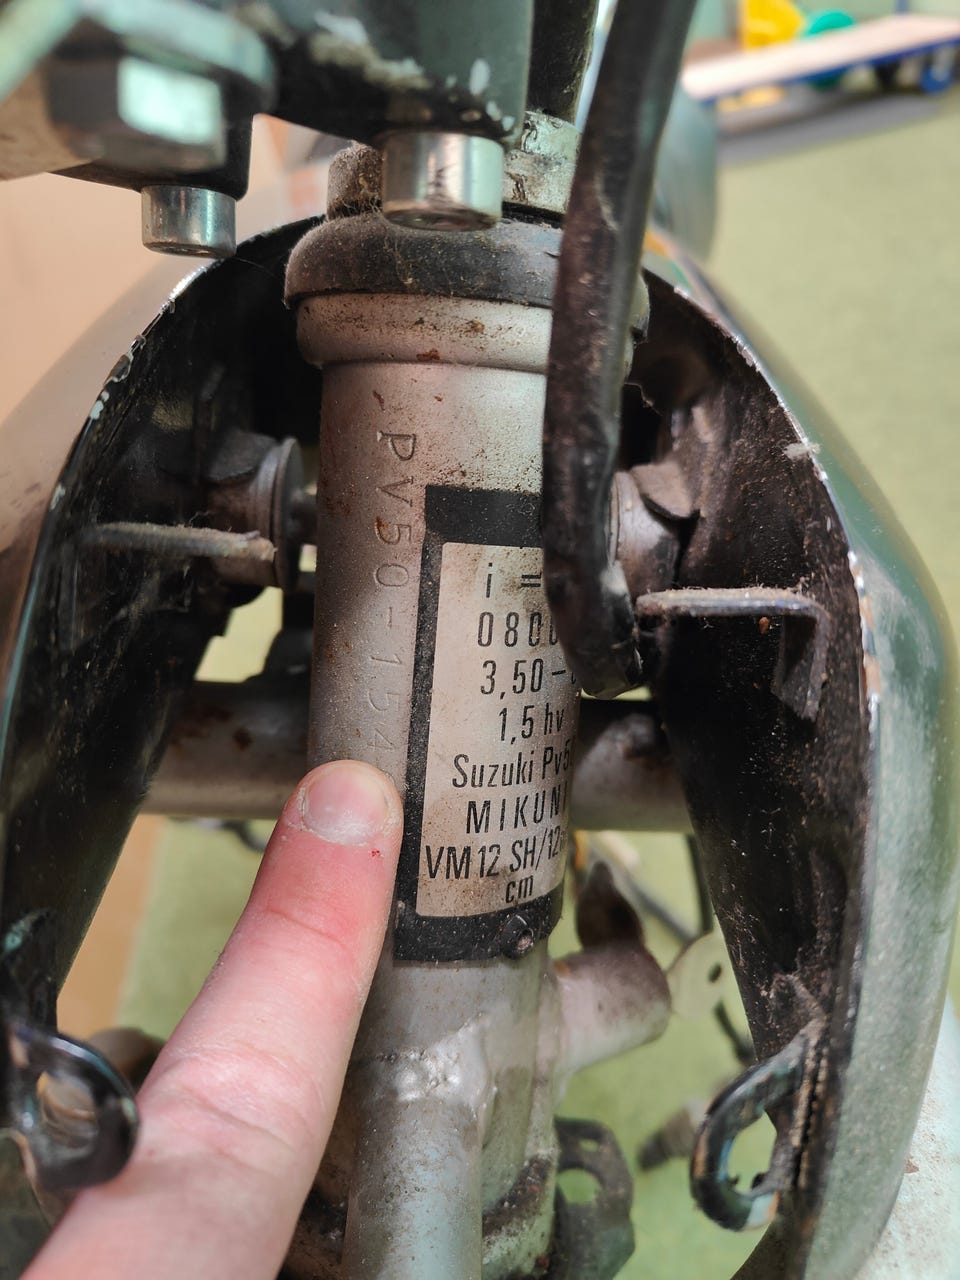 PV50-154
i =
080
3,50-
1,5 hv
Suzuki Pv5
MIKUN
VM12 SH/12
cm